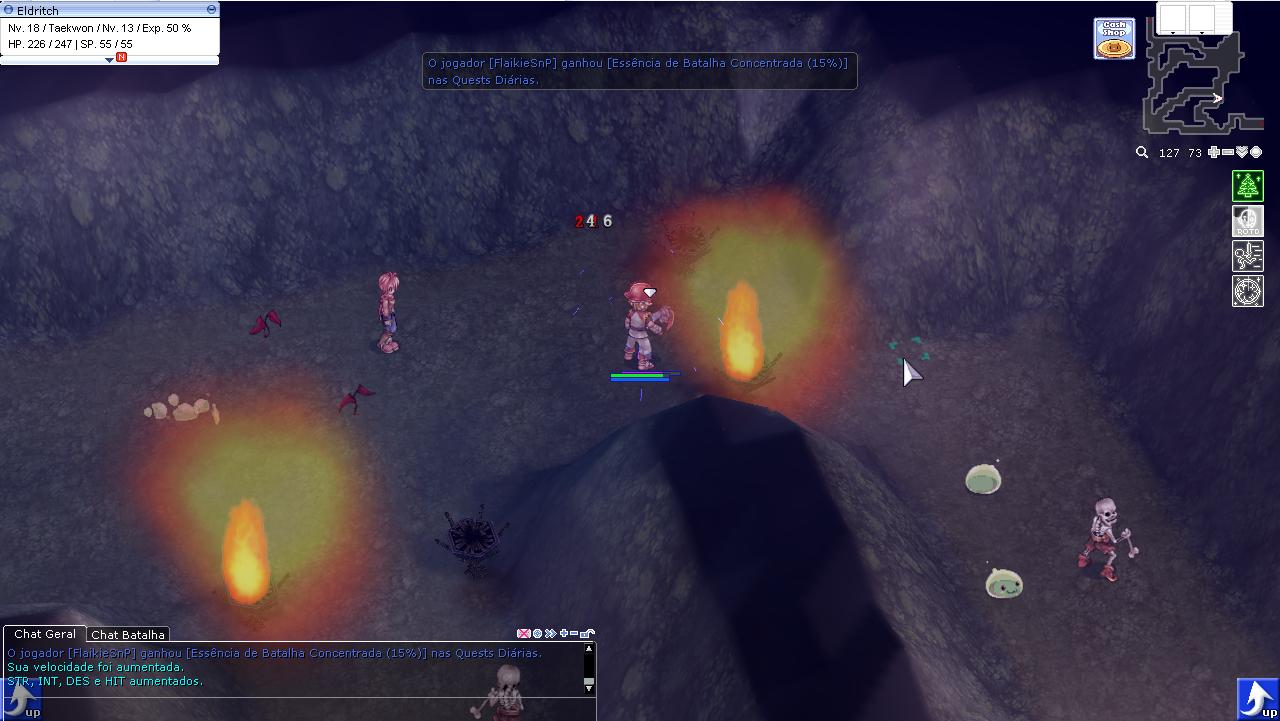 Eldritch
Nv. 18 / Taekwon / Nv. 13 / Exp. 50 %
HP. 226 / 247 | SP. 55 / 55
N
O jogador [FlaikieSnP] ganhou [Essência de Batalha Concentrada (15%)]
nas Quests Diárias.
Cash
Shop
127 73
ROTD
Chat Geral
Chat Batalha
O jogador [FlaikieSnP] ganhou [Essência de Batalha Concentrada (15%)] nas Quests Diárias.
Sua velocidade foi aumentada.
STR, INT, DES e HIT aumentados.
up
up